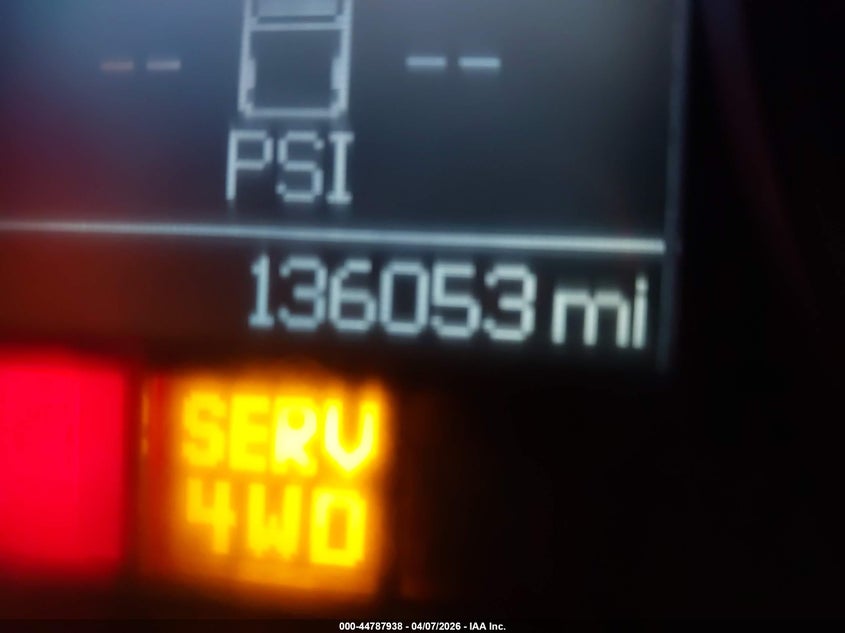 -- --
PSI
136053 mi
SERV
4WD
000-44787938 - 04/07/2026 - IAA Inc.